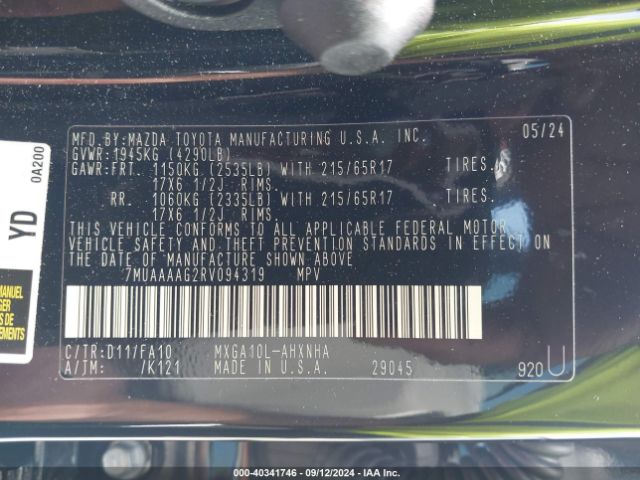 MFD.BY:MAZDA TOYOTA MANUFACTURING U.S.A. INC. 05/24
GVWR:1945KG (4290LB)
GAWR:FRT. 1150KG (2535LB) WITH 215/65R17 TIRES.
17X6 1/2J RIMS.
RR. 1060KG (2335LB) WITH 215/65R17 TIRES.
17X6 1/2J RIMS.
THIS VEHICLE CONFORMS TO ALL APPLICABLE FEDERAL MOTOR
VEHICLE SAFETY AND THEFT PREVENTION STANDARDS IN EFFECT ON
THE DATE OF MANUFACTURE SHOWN ABOVE
7MUAAAAG2RV094319 MPV
C/TR:D11/FA10 MXGA10L-AHXNHA
A/TM: /K121 MADE IN U.S.A. 29045 920U
0A200
YD
MANUEL
GER
S DE
000-40341746 - 09/12/2024 - IAA Inc.